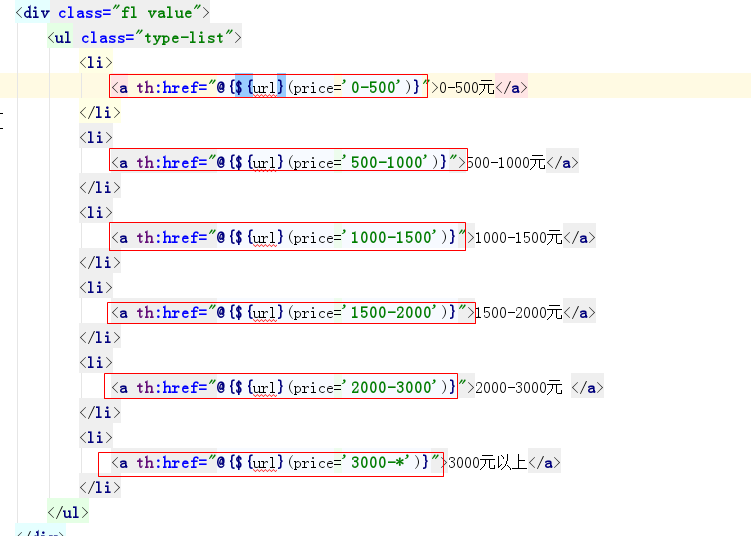 <div class="fl value">
<ul class="type-list">
<li>
<a th:href="@{${url}(price='0-500')}">0-500元</a>
</li>
<li>
<a th:href="@{${url}(price='500-1000')}">500-1000元</a>
</li>
<li>
<a th:href="@{${url}(price='1000-1500')}">1000-1500元</a>
</li>
<li>
<a th:href="@{${url}(price='1500-2000')}">1500-2000元</a>
</li>
<li>
<a th:href="@{${url}(price='2000-3000')}">2000-3000元 </a>
</li>
<li>
<a th:href="@{${url}(price='3000-*')}">3000元以上</a>
</li>
</ul>
</div>